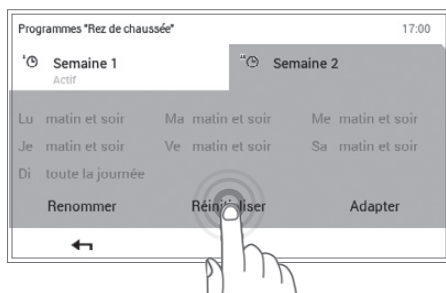 Programmes "Rez de chaussée" 17:00
Semaine 1 Semaine 2
Actif
Lu matin et soir Ma matin et soir Me matin et soir
Je matin et soir Ve matin et soir Sa matin et soir
Di toute la journée
Renommer Réinitialiser Adapter